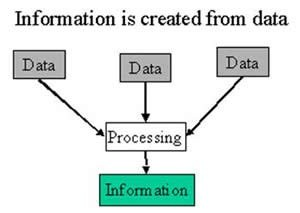 Information is created from data
Data
Data
Data
Processing
Information